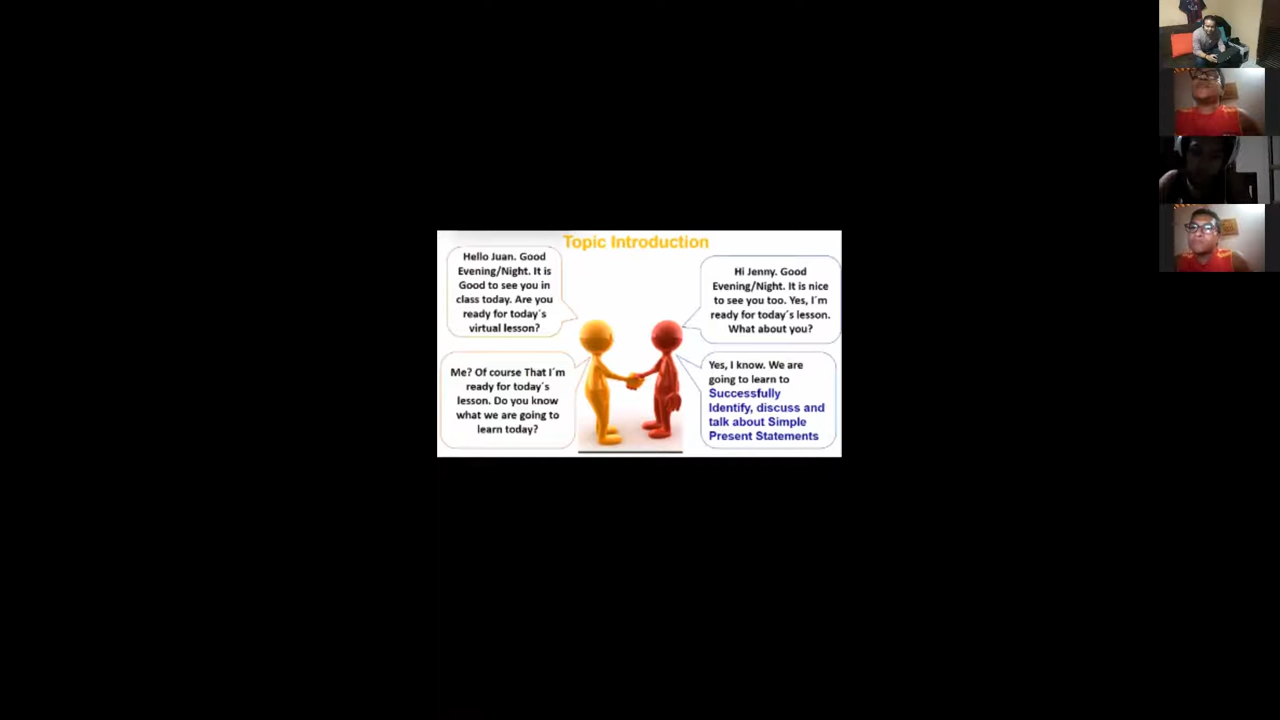 Topic Introduction
Hello Juan. Good
Evening/Night. It is
Good to see you in
class today. Are you
ready for today´s
virtual lesson?
Hi Jenny. Good
Evening/Night. It is nice
to see you too. Yes, I´m
ready for today´s lesson.
What about you?
Me? Of course That I´m
ready for today´s
lesson. Do you know
what we are going to
learn today?
Yes, I know. We are
going to learn to
Successfully
Identify, discuss and
talk about Simple
Present Statements